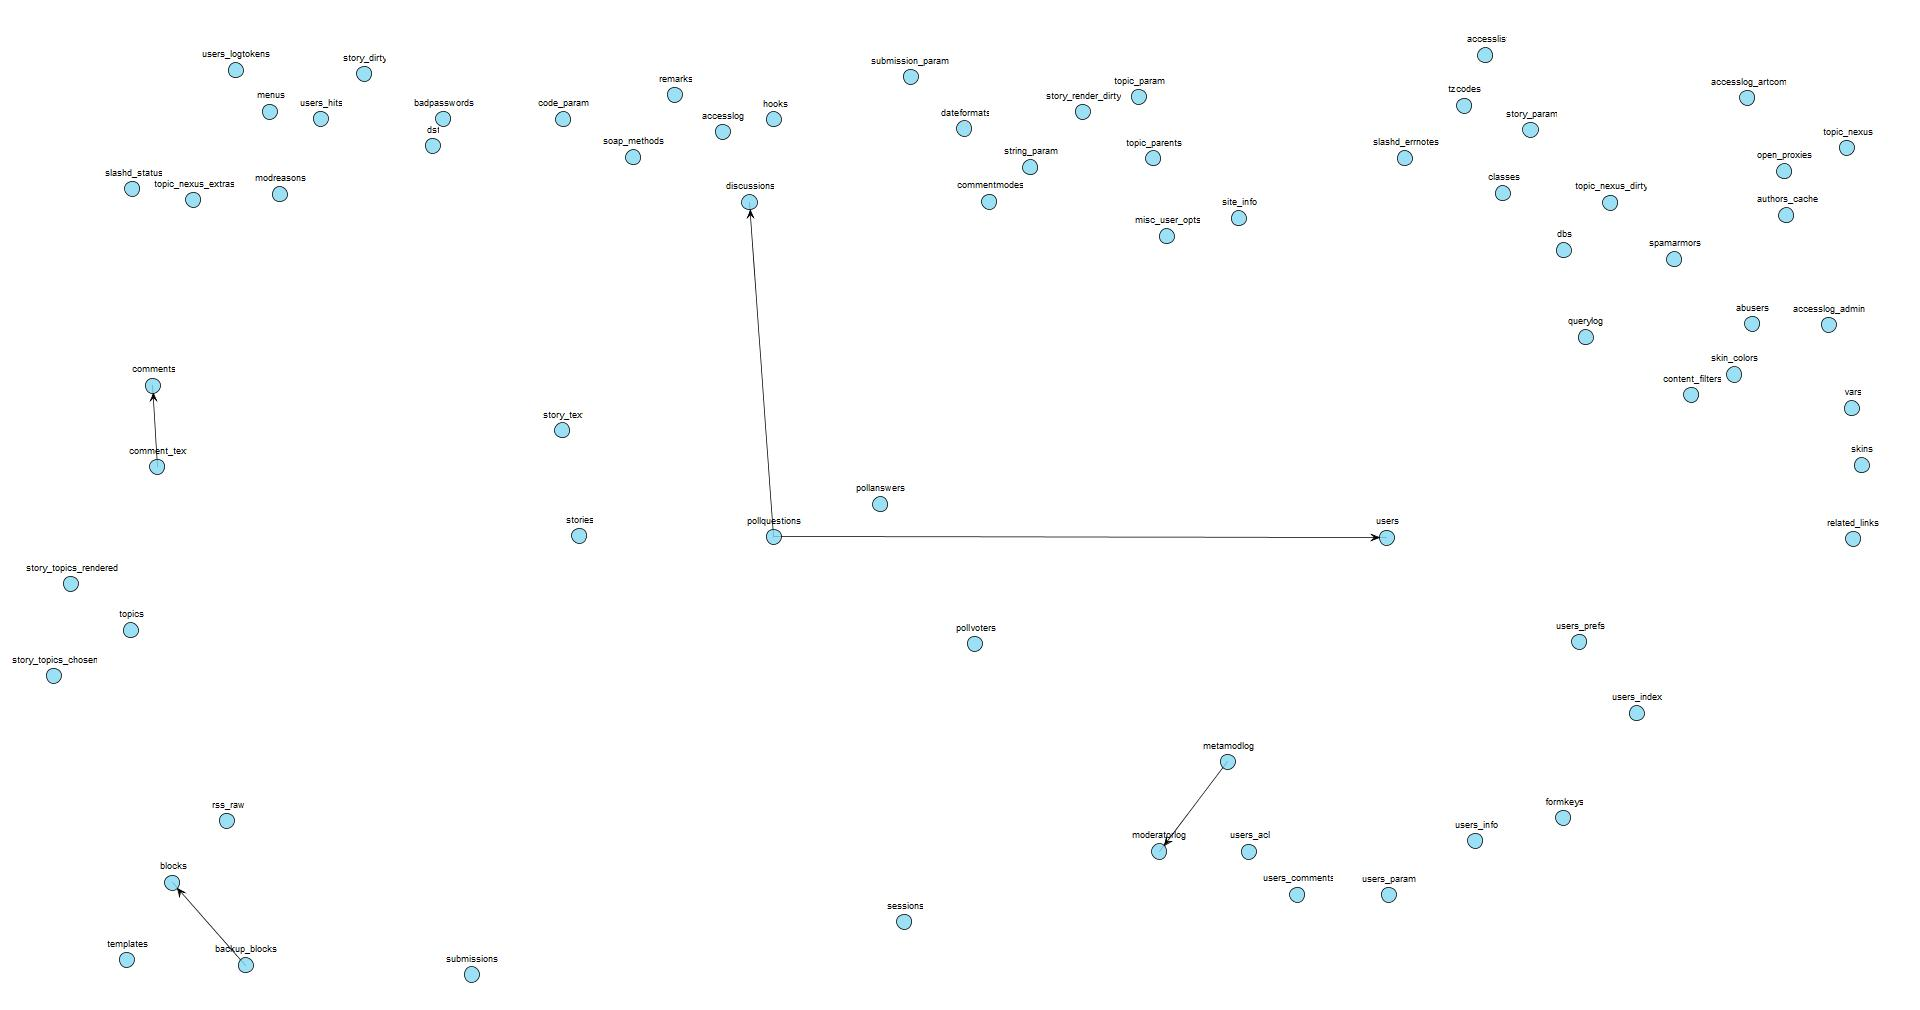 accesslis
users_logtokens
story_dirty
submission_param
remarks
topic_param
accesslog_artcom
tzcodes
menus
story_render_dirty
users_hits
badpasswords
code_param
hooks
dateformats
story_param
accesslog
dst
topic_nexus
soap_methods
slashd_errnotes
topic_parents
string_param
open_proxies
slashd_status
classes
modreasons
topic_nexus_extras
commentmodes
discussions
topic_nexus_dirty
authors_cache
site_info
misc_user_opts
dbs
spamarmors
abusers
accesslog_admin
querylog
skin_colors
comments
content_filters
vars
story_tex
skins
comment_tex
pollanswers
stories
pollquestions
users
related_links
story_topics_rendered
topics
users_prefs
pollvoters
story_topics_chosen
users_index
metamodlog
formkeys
rss_raw
users_info
moderatorlog
users_acl
blocks
users_comments
users_param
sessions
templates
backup_blocks
submissions